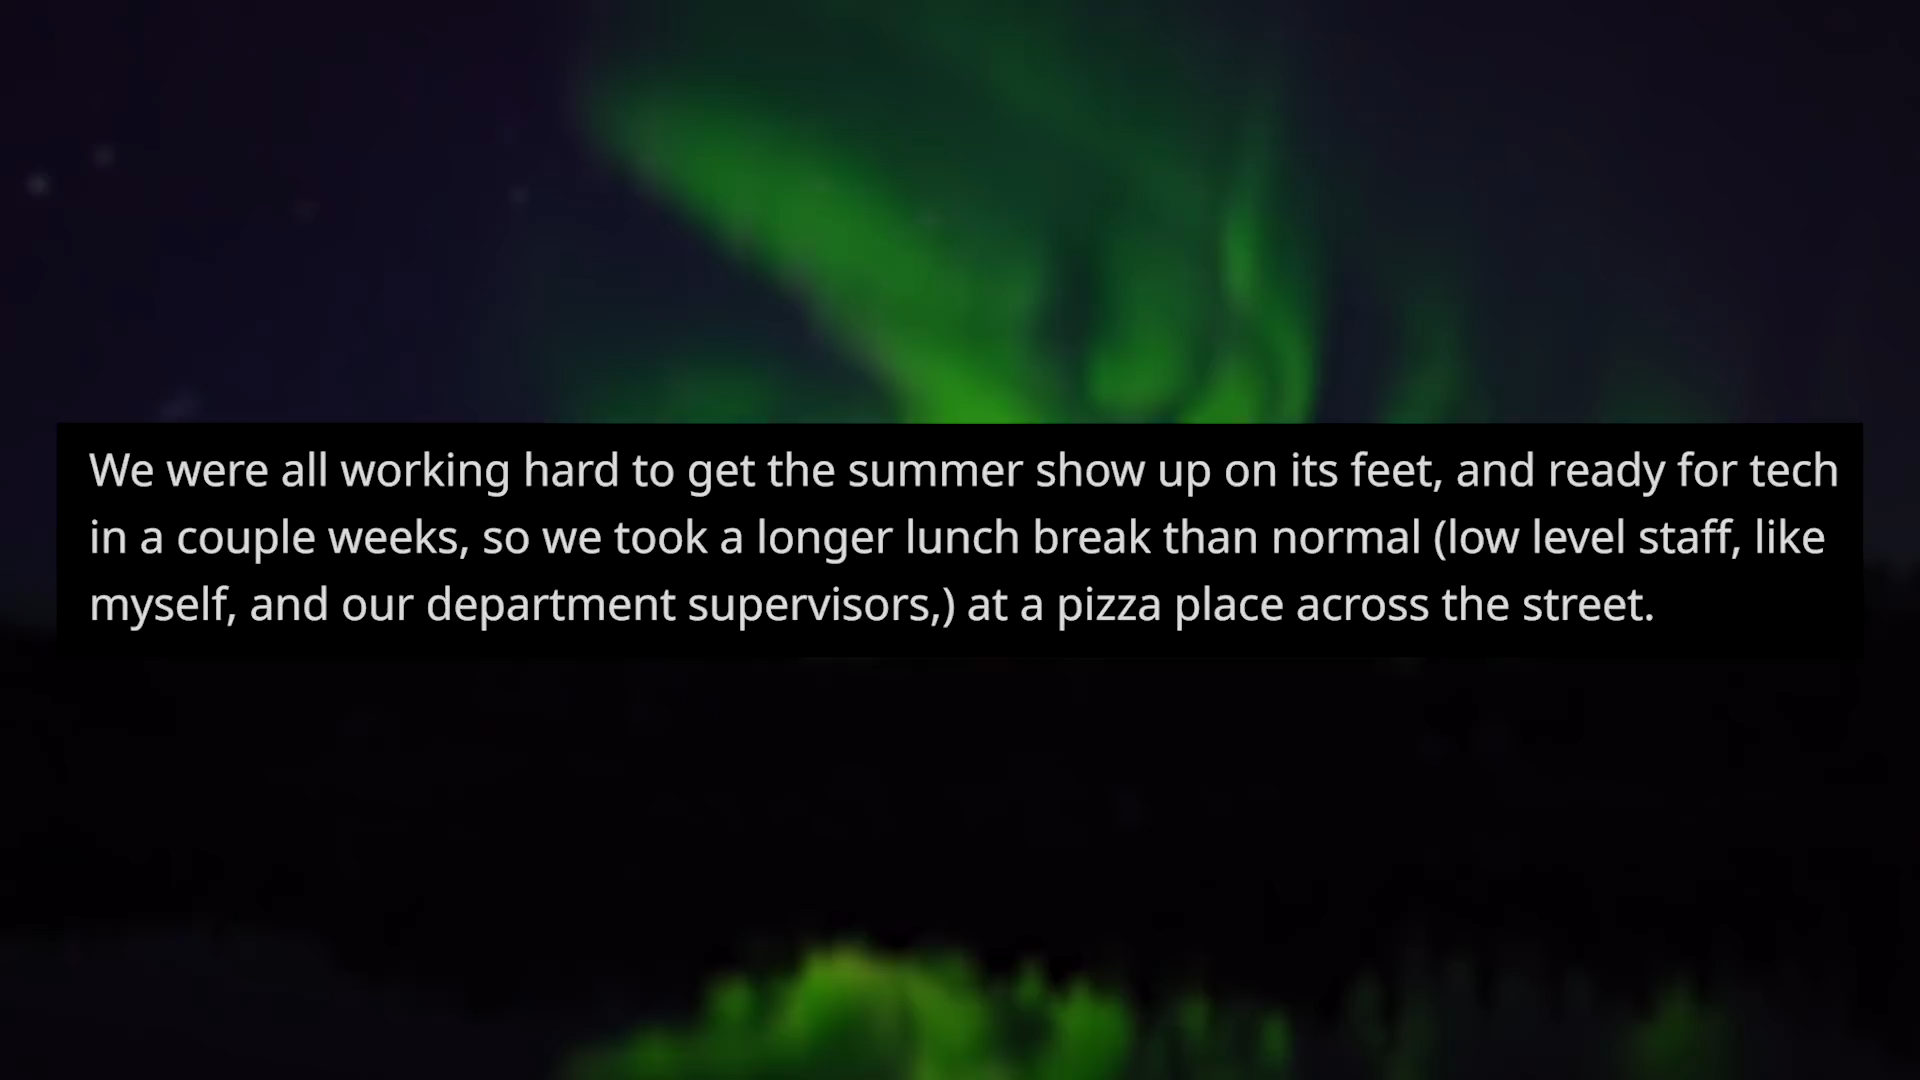 We were all working hard to get the summer show up on its feet, and ready for tech
in a couple weeks, so we took a longer lunch break than normal (low level staff, like
myself, and our department supervisors,) at a pizza place across the street.